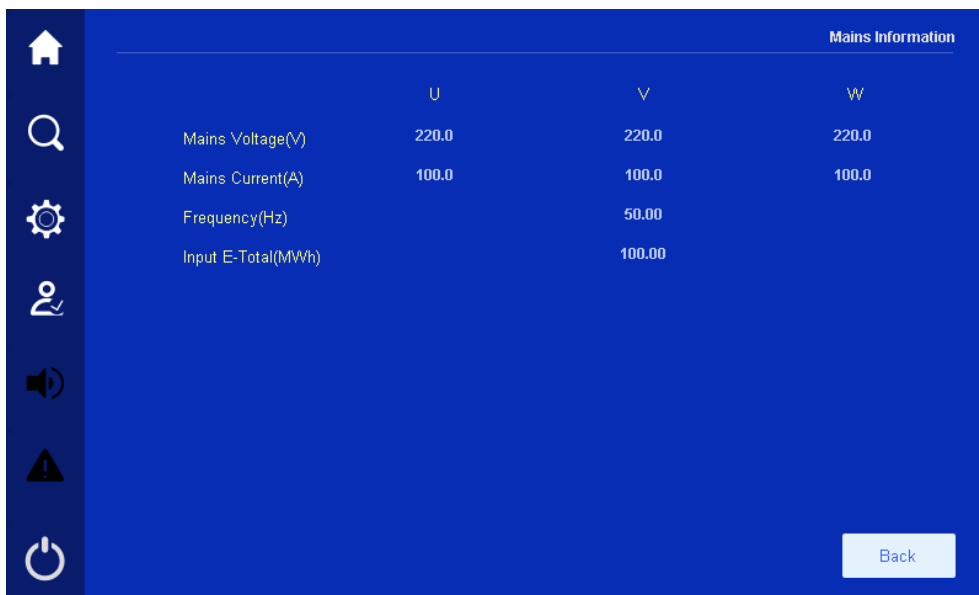 Mains Information
U V W
Mains Voltage(V) 220.0 220.0 220.0
Mains Current(A) 100.0 100.0 100.0
Frequency(Hz) 50.00
Input E-Total(MWh) 100.00
Back